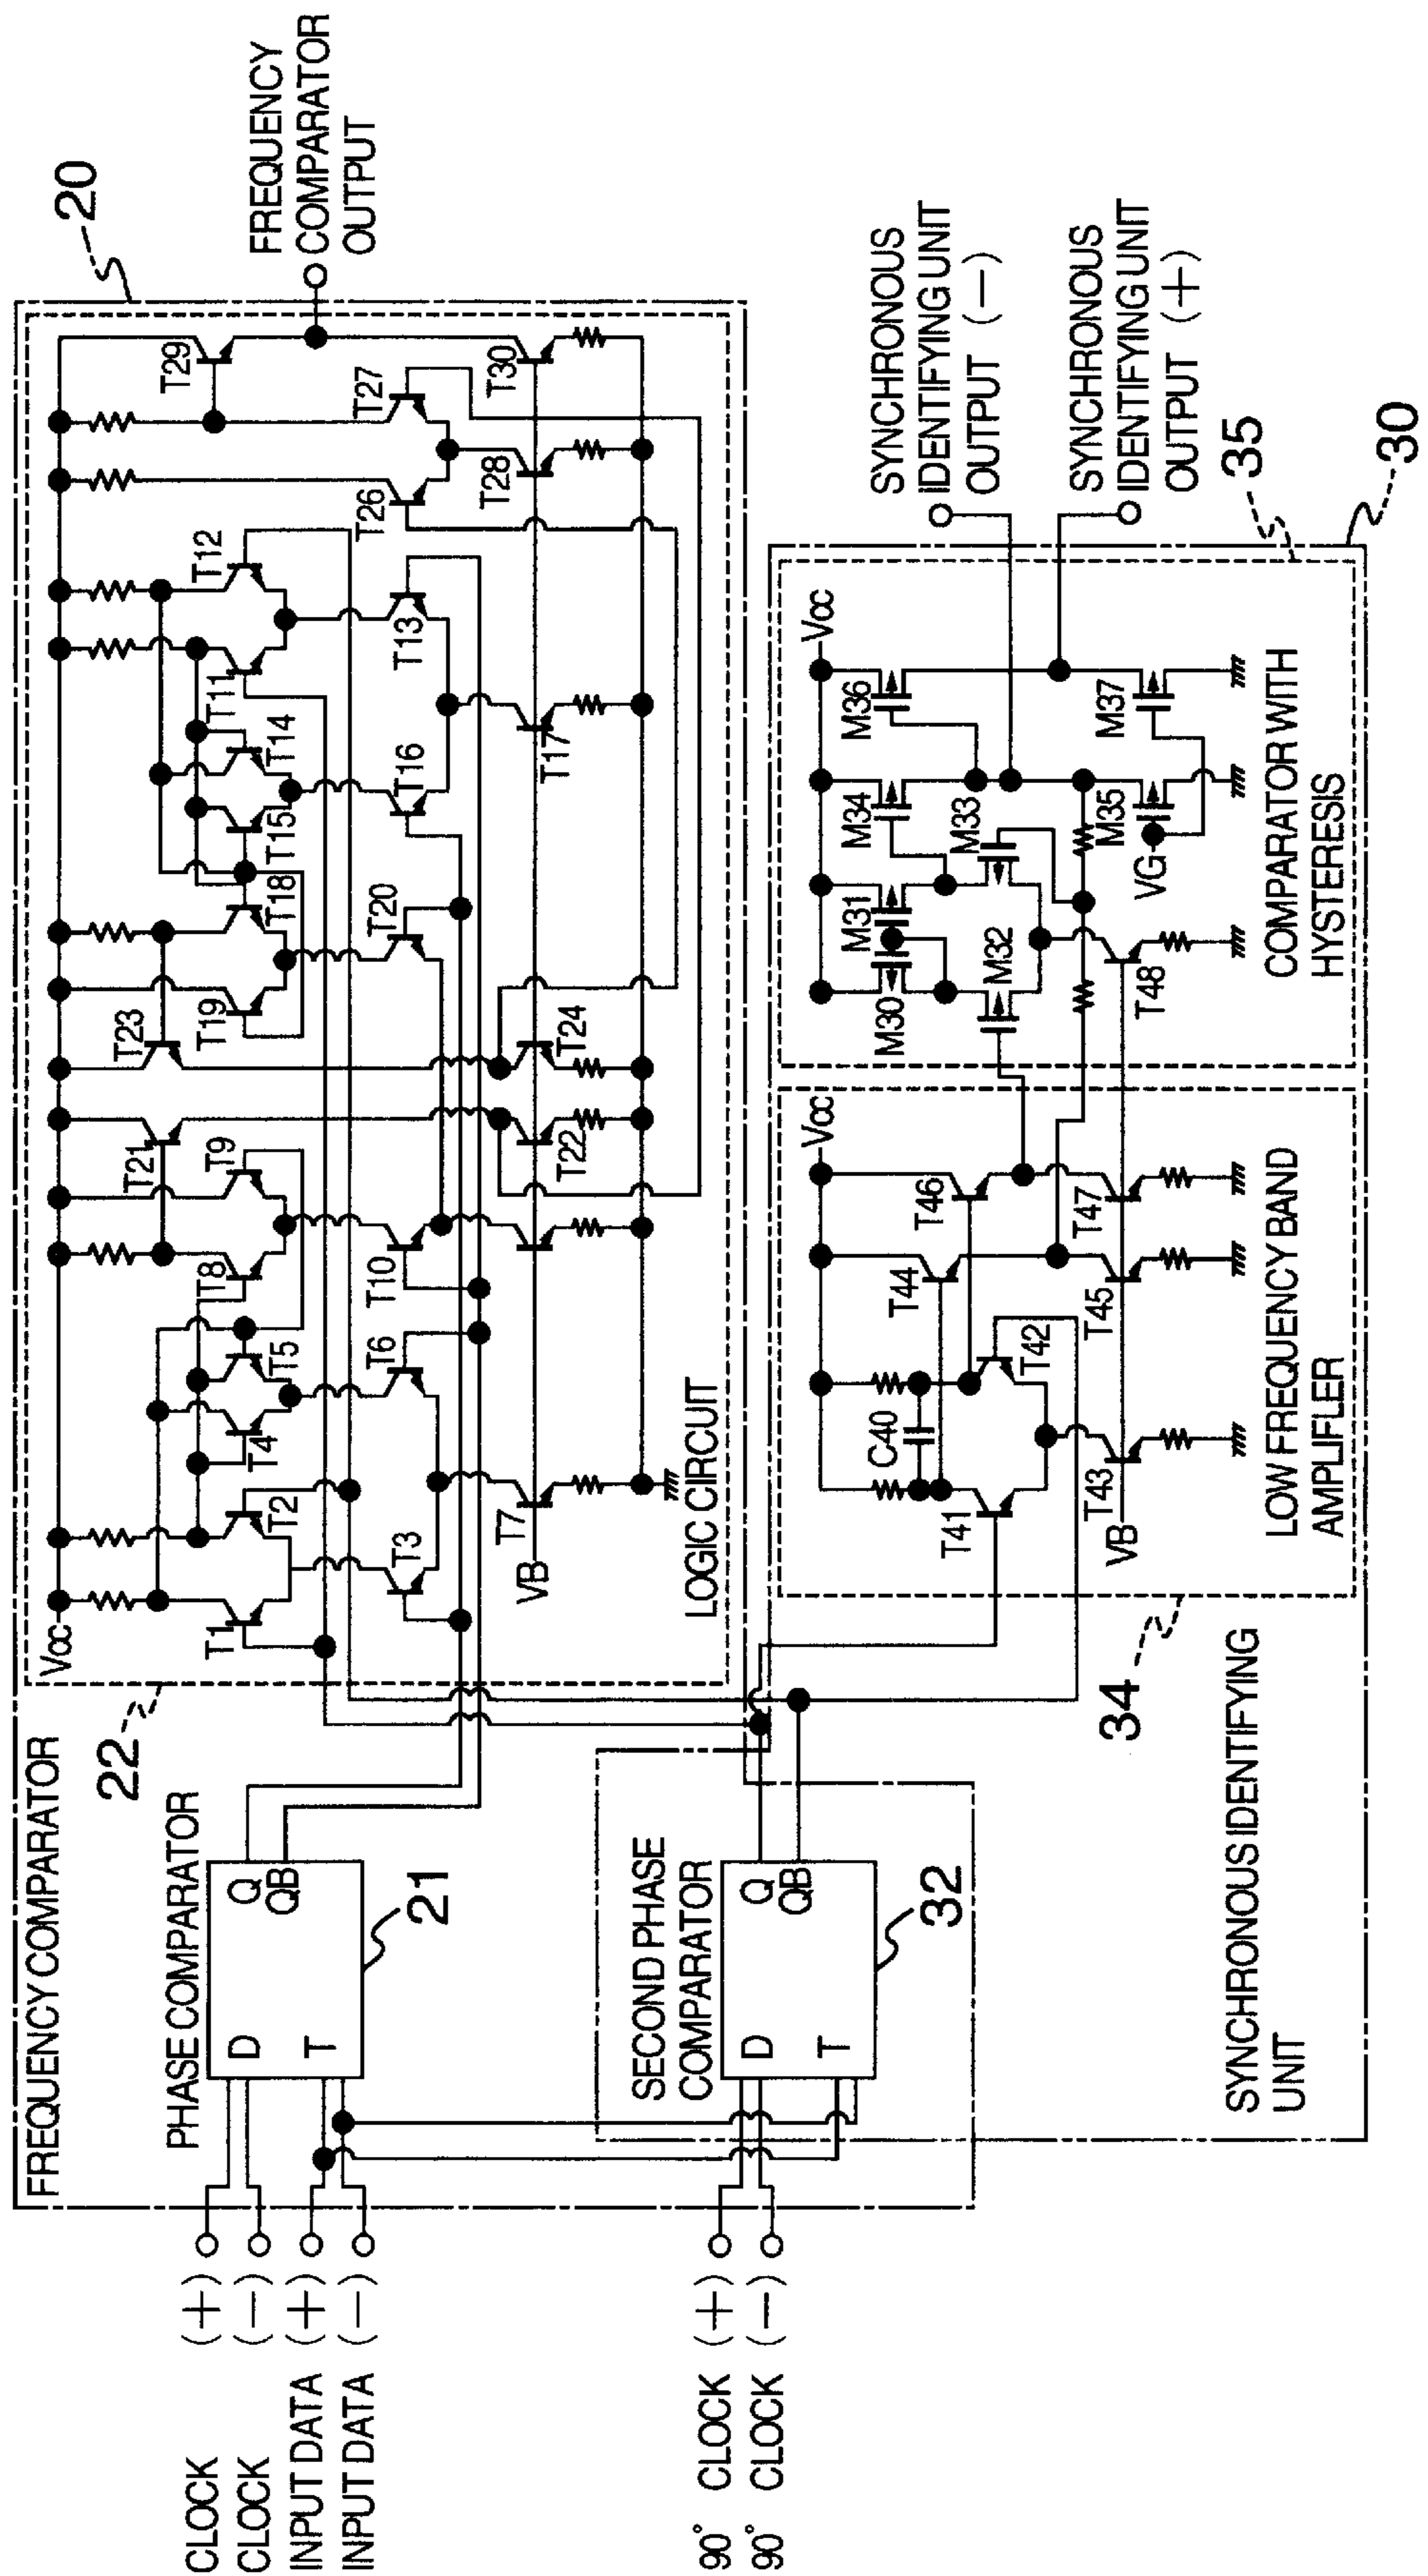 FREQUENCY COMPARATOR
20
FREQUENCY
COMPARATOR
OUTPUT
22
Vcc
T1
T2
T3
T4
T5
T6
T7
T8
T9
T10
T21
T22
T23
T24
T19
T18
T20
T15
T14
T11
T12
T16
T13
T17
T26
T27
T28
T29
T30
VB
LOGIC CIRCUIT
PHASE COMPARATOR
D
Q
QB
T
21
CLOCK (+)
CLOCK (−)
INPUT DATA (+)
INPUT DATA (−)
90° CLOCK (+)
90° CLOCK (−)
SECOND PHASE
COMPARATOR
D
Q
QB
T
32
SYNCHRONOUS IDENTIFYING
UNIT
34
Vcc
C40
T41
T42
T43
T44
T45
T46
T47
VB
LOW FREQUENCY BAND
AMPLIFLER
Vcc
M30
M31
M32
M33
M34
M35
M36
M37
VG
T48
COMPARATOR WITH
HYSTERESIS
35
30
SYNCHRONOUS
IDENTIFYING UNIT
OUTPUT (−)
SYNCHRONOUS
IDENTIFYING UNIT
OUTPUT (+)